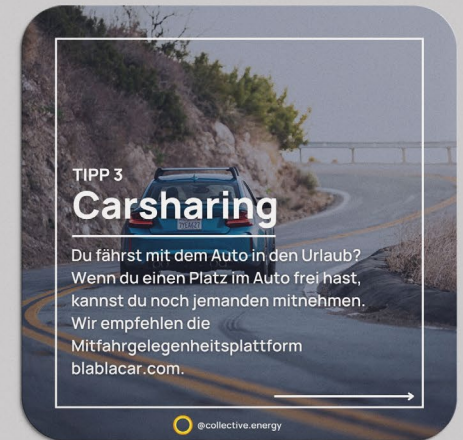 TIPP 3
Carsharing
Du fährst mit dem Auto in den Urlaub?
Wenn du einen Platz im Auto frei hast,
kannst du noch jemanden mitnehmen.
Wir empfehlen die
Mitfahrgelegenheitsplattform
blablacar.com.
@collective.energy